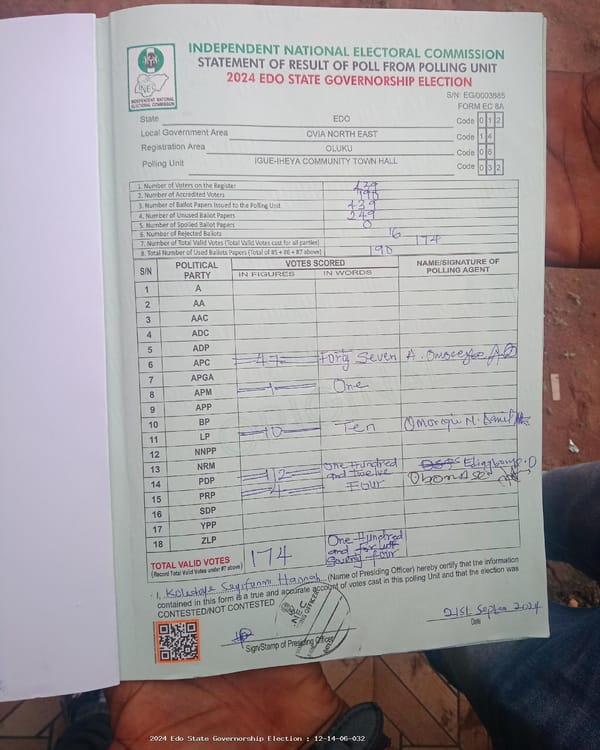 INDEPENDENT NATIONAL ELECTORAL COMMISSION
STATEMENT OF RESULT OF POLL FROM POLLING UNIT
2024 EDO STATE GOVERNORSHIP ELECTION
INEC
INDEPENDENT NATIONAL ELECTORAL COMMISSION
S/N: EG/0003885
FORM EC 8A
State EDO Code 0 1 2
Local Government Area OVIA NORTH EAST Code 1 4
Registration Area OLUKU Code 0 6
Polling Unit IGUE-IHEYA COMMUNITY TOWN HALL Code 0 3 2
1. Number of Voters on the Register 439
2. Number of Accredited Voters 190
3. Number of Ballot Papers Issued to the Polling Unit 439
4. Number of Unused Ballot Papers 249
5. Number of Spoiled Ballot Papers 0
6. Number of Rejected Ballots 16
7. Number of Total Valid Votes (Total Valid Votes cast for all parties) 174
8. Total Number of Used Ballots Papers (Total of #5 + #6 + #7 above) 190
S/N POLITICAL PARTY VOTES SCORED NAME/SIGNATURE OF POLLING AGENT
IN FIGURES IN WORDS
1 A
2 AA
3 AAC
4 ADC
5 ADP
6 APC 47 Forty Seven
7 APGA
8 APM 1 One
9 APP
10 BP
11 LP 10 Ten
12 NNPP
13 NRM
14 PDP 112 One Hundred and twelve
15 PRP 4 Four
16 SDP
17 YPP
18 ZLP
TOTAL VALID VOTES 174 One Hundred and Seventy four
(Record Total Valid Votes under #7 above)
I, Hannah (Name of Presiding Officer) hereby certify that the information
contained in this form is a true and accurate account of votes cast in this polling Unit and that the election was
CONTESTED/NOT CONTESTED
INEC
Sign/Stamp of Presiding Officer
21st Septem 2024
Date
2024 Edo State Governorship Election : 12-14-06-032